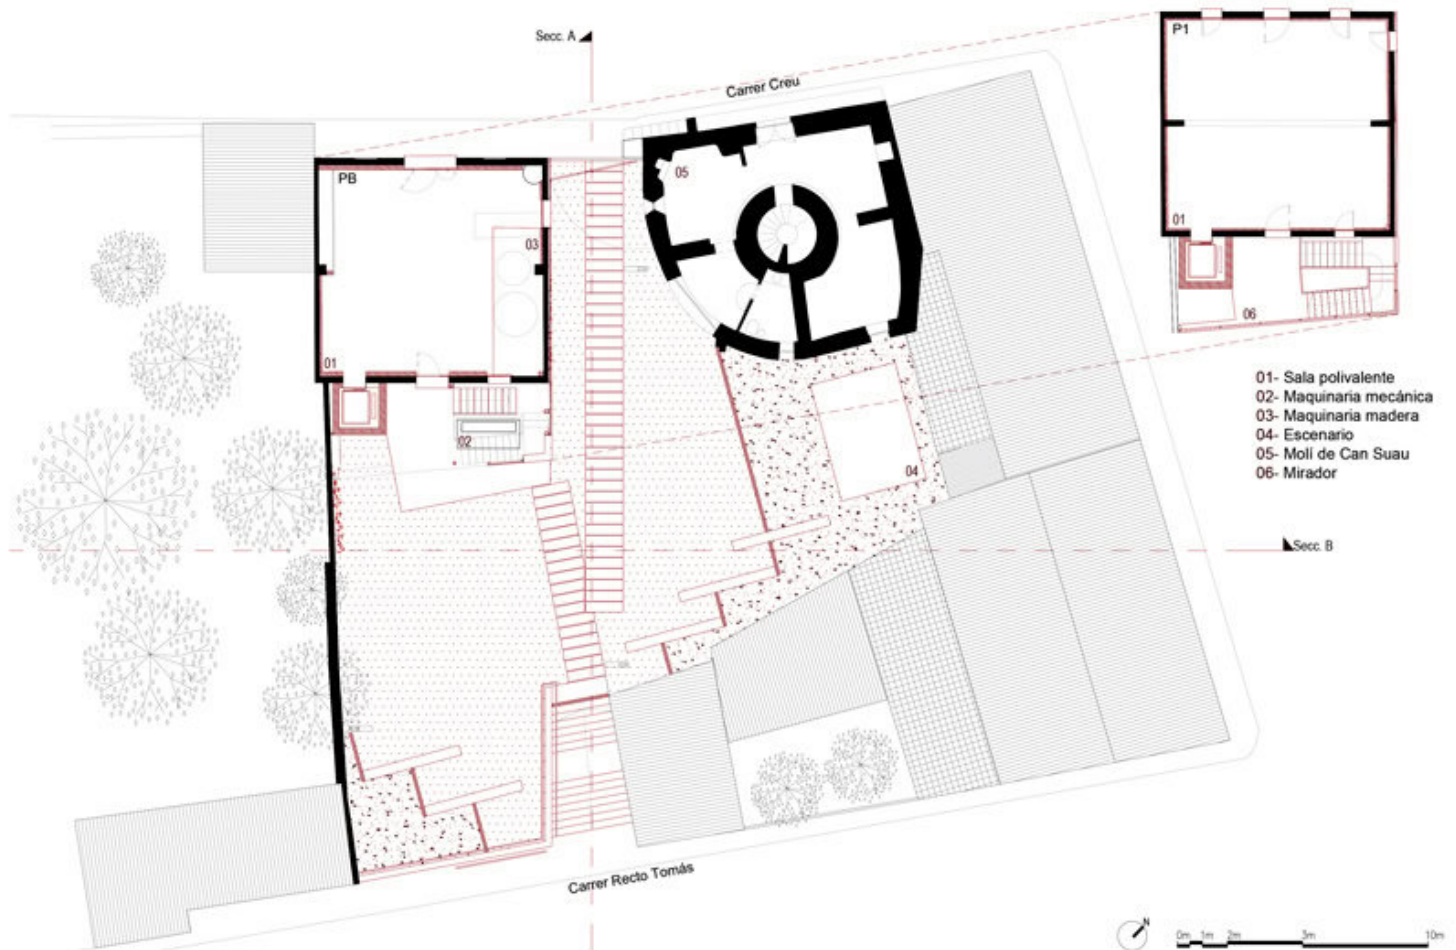 Secc. A
Carrer Creu
P1
PB
05
03
01
01
06
02
04
01- Sala polivalente
02- Maquinaria mecánica
03- Maquinaria madera
04- Escenario
05- Molí de Can Suau
06- Mirador
Secc. B
Carrer Recto Tomás
N
0m 1m 2m 3m 10m